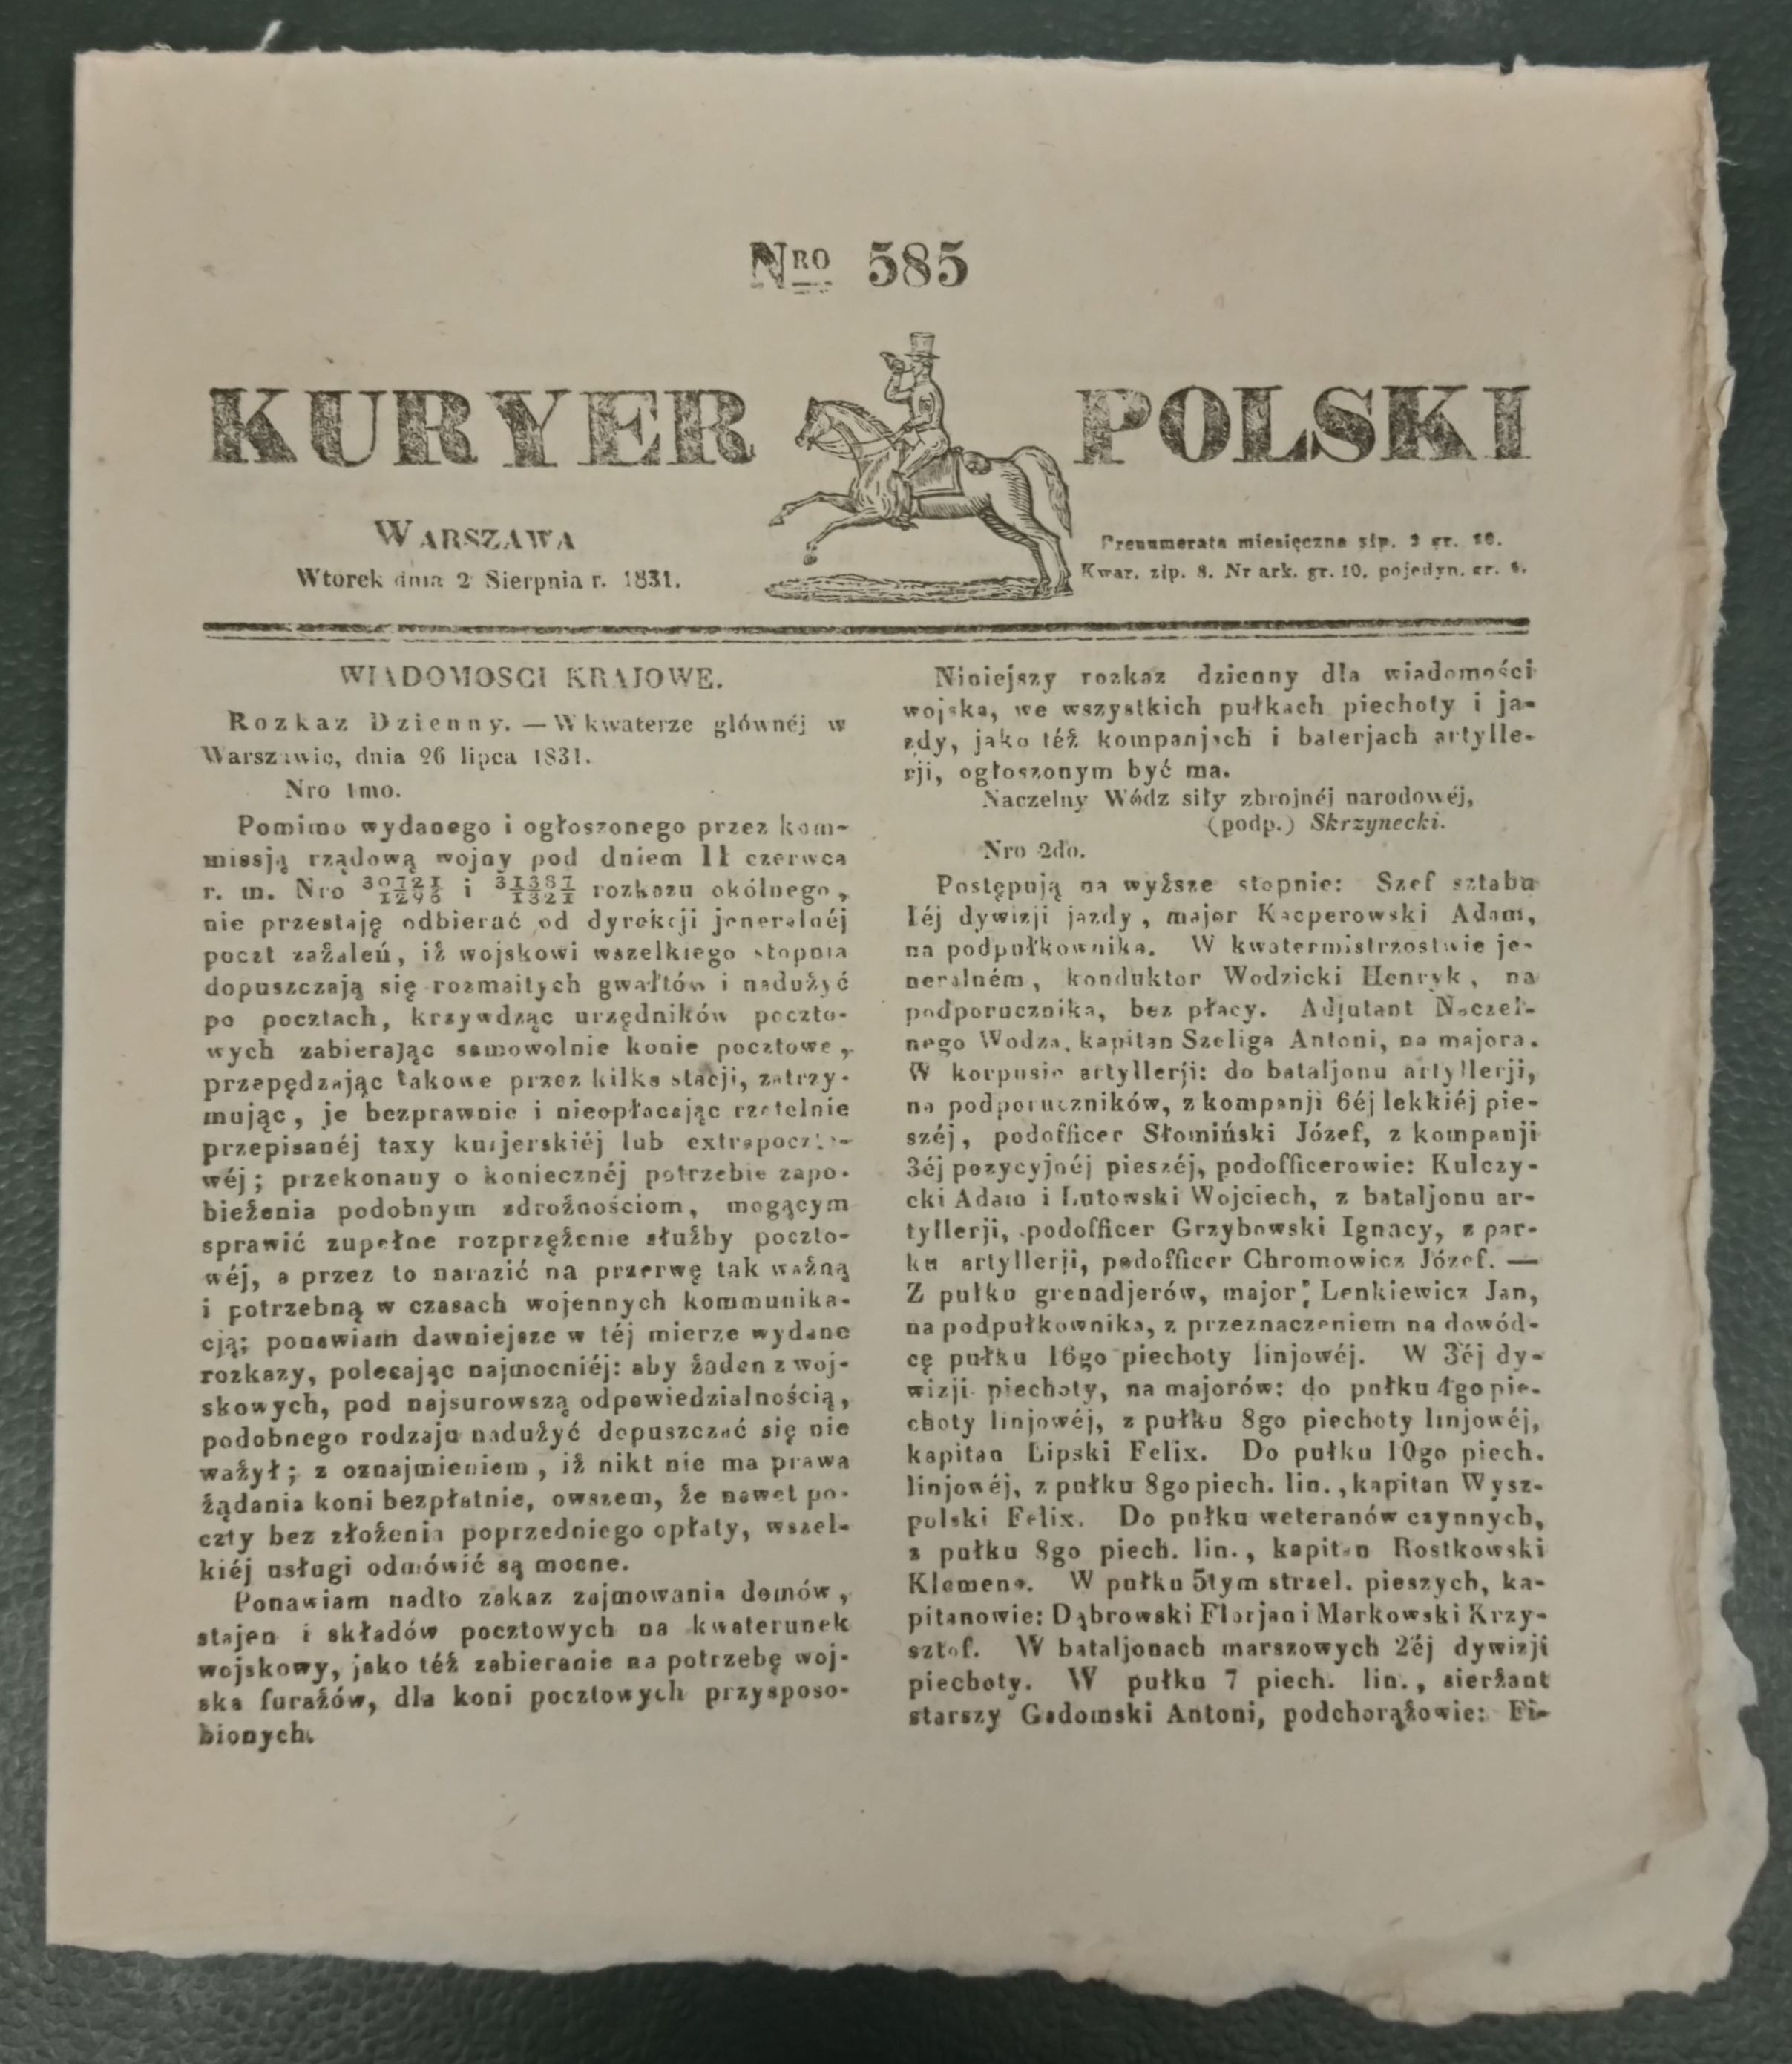 Nro 585
KURYER POLSKI
WARSZAWA
Wtorek dnia 2 Sierpnia r. 1831.
Prenumerata miesięczna złp. 3 gr. 10.
Kwar. złp. 8. Nr ark. gr. 10. pojedyn. gr. 6.
WIADOMOSCI KRAJOWE.
Rozkaz Dzienny. — W kwaterze głównéj w
Warszawie, dnia 26 lipca 1831.
Nro 1mo.
Pomimo wydanego i ogłoszonego przez kom-
missją rządową wojny pod dniem 11 czerwca
r. m. Nro 30721/1296 i 31387/1321 rozkazu okólnego,
nie przestaję odbierać od dyrekcji jeneralnéj
poczt zażaleń, iż wojskowi wszelkiego stopnia
dopuszczają się rozmaitych gwałtów i nadużyć
po pocztach, krzywdząc urzędników poczto-
wych zabierając samowolnie konie pocztowe,
przepędzając takowe przez kilka stacji, zatrzy-
mując, je bezprawnie i nieopłacając rzetelnie
przepisanéj taxy kurjerskiéj lub extrapoczto-
wéj; przekonany o koniecznéj potrzebie zapo-
bieżenia podobnym zdrożnościom, mogącym
sprawić zupełne rozprzężenie służby poczto-
wéj, a przez to narazić na przerwę tak ważną
i potrzebną w czasach wojennych kommunika-
cją; ponawiam dawniejsze w téj mierze wydane
rozkazy, polecając najmocniéj: aby żaden z woj-
skowych, pod najsurowszą odpowiedzialnością,
podobnego rodzaju nadużyć dopuszczać się nie
ważył; z oznajmieniem, iż nikt nie ma prawa
żądania koni bezpłatnie, owszem, że nawet po-
czty bez złożenia poprzedniego opłaty, wszel-
kiéj usługi odmówić są mocne.
Ponawiam nadto zakaz zajmowania domów,
stajen i składów pocztowych na kwaterunek
wojskowy, jako téż zabieranie na potrzebę woj-
ska furażów, dla koni pocztowych przysposo-
bionych.
Niniejszy rozkaz dzienny dla wiadomości
wojska, we wszystkich pułkach piechoty i ja-
zdy, jako téż kompanjach i baterjach artylle-
rji, ogłoszonym być ma.
Naczelny Wódz siły zbrojnéj narodowéj,
(podp.) Skrzynecki.
Nro 2do.
Postępują na wyższe stopnie: Szef sztabu
Iéj dywizji jazdy, major Kacperowski Adam,
na podpułkownika. W kwatermistrzostwie je-
neralném, konduktor Wodzicki Henryk, na
podporucznika, bez płacy. Adjutant Naczel-
nego Wodza, kapitan Szeliga Antoni, na majora.
W korpusie artyllerji: do bataljonu artyllerji,
na podporuczników, z kompanji 6éj lekkiéj pie-
széj, podofficer Słomiński Józef, z kompanji
3éj pozycyjnéj pieszéj, podofficerowie: Kulczy-
cki Adam i Lutowski Wojciech, z bataljonu ar-
tyllerji, podofficer Grzybowski Ignacy, z par-
ku artyllerji, podofficer Chromowicz Józef. —
Z pułku grenadjerów, major Lenkiewicz Jan,
na podpułkownika, z przeznaczeniem na dowód-
cę pułku 16go piechoty linjowéj. W 3éj dy-
wizji piechoty, na majorów: do pułku 4go pie-
choty linjowéj, z pułku 8go piechoty linjowéj,
kapitan Lipski Felix. Do pułku 10go piech.
linjowéj, z pułku 8go piech. lin., kapitan Wysz-
polski Felix. Do pułku weteranów czynnych,
z pułku 8go piech. lin., kapitan Rostkowski
Klemens. W pułku 5tym strzel. pieszych, ka-
pitanowie: Dąbrowski Florjan i Markowski Krzy-
sztof. W bataljonach marszowych 2éj dywizji
piechoty. W pułku 7 piech. lin., sierżant
starszy Gadomski Antoni, podchorążowie: Fi-